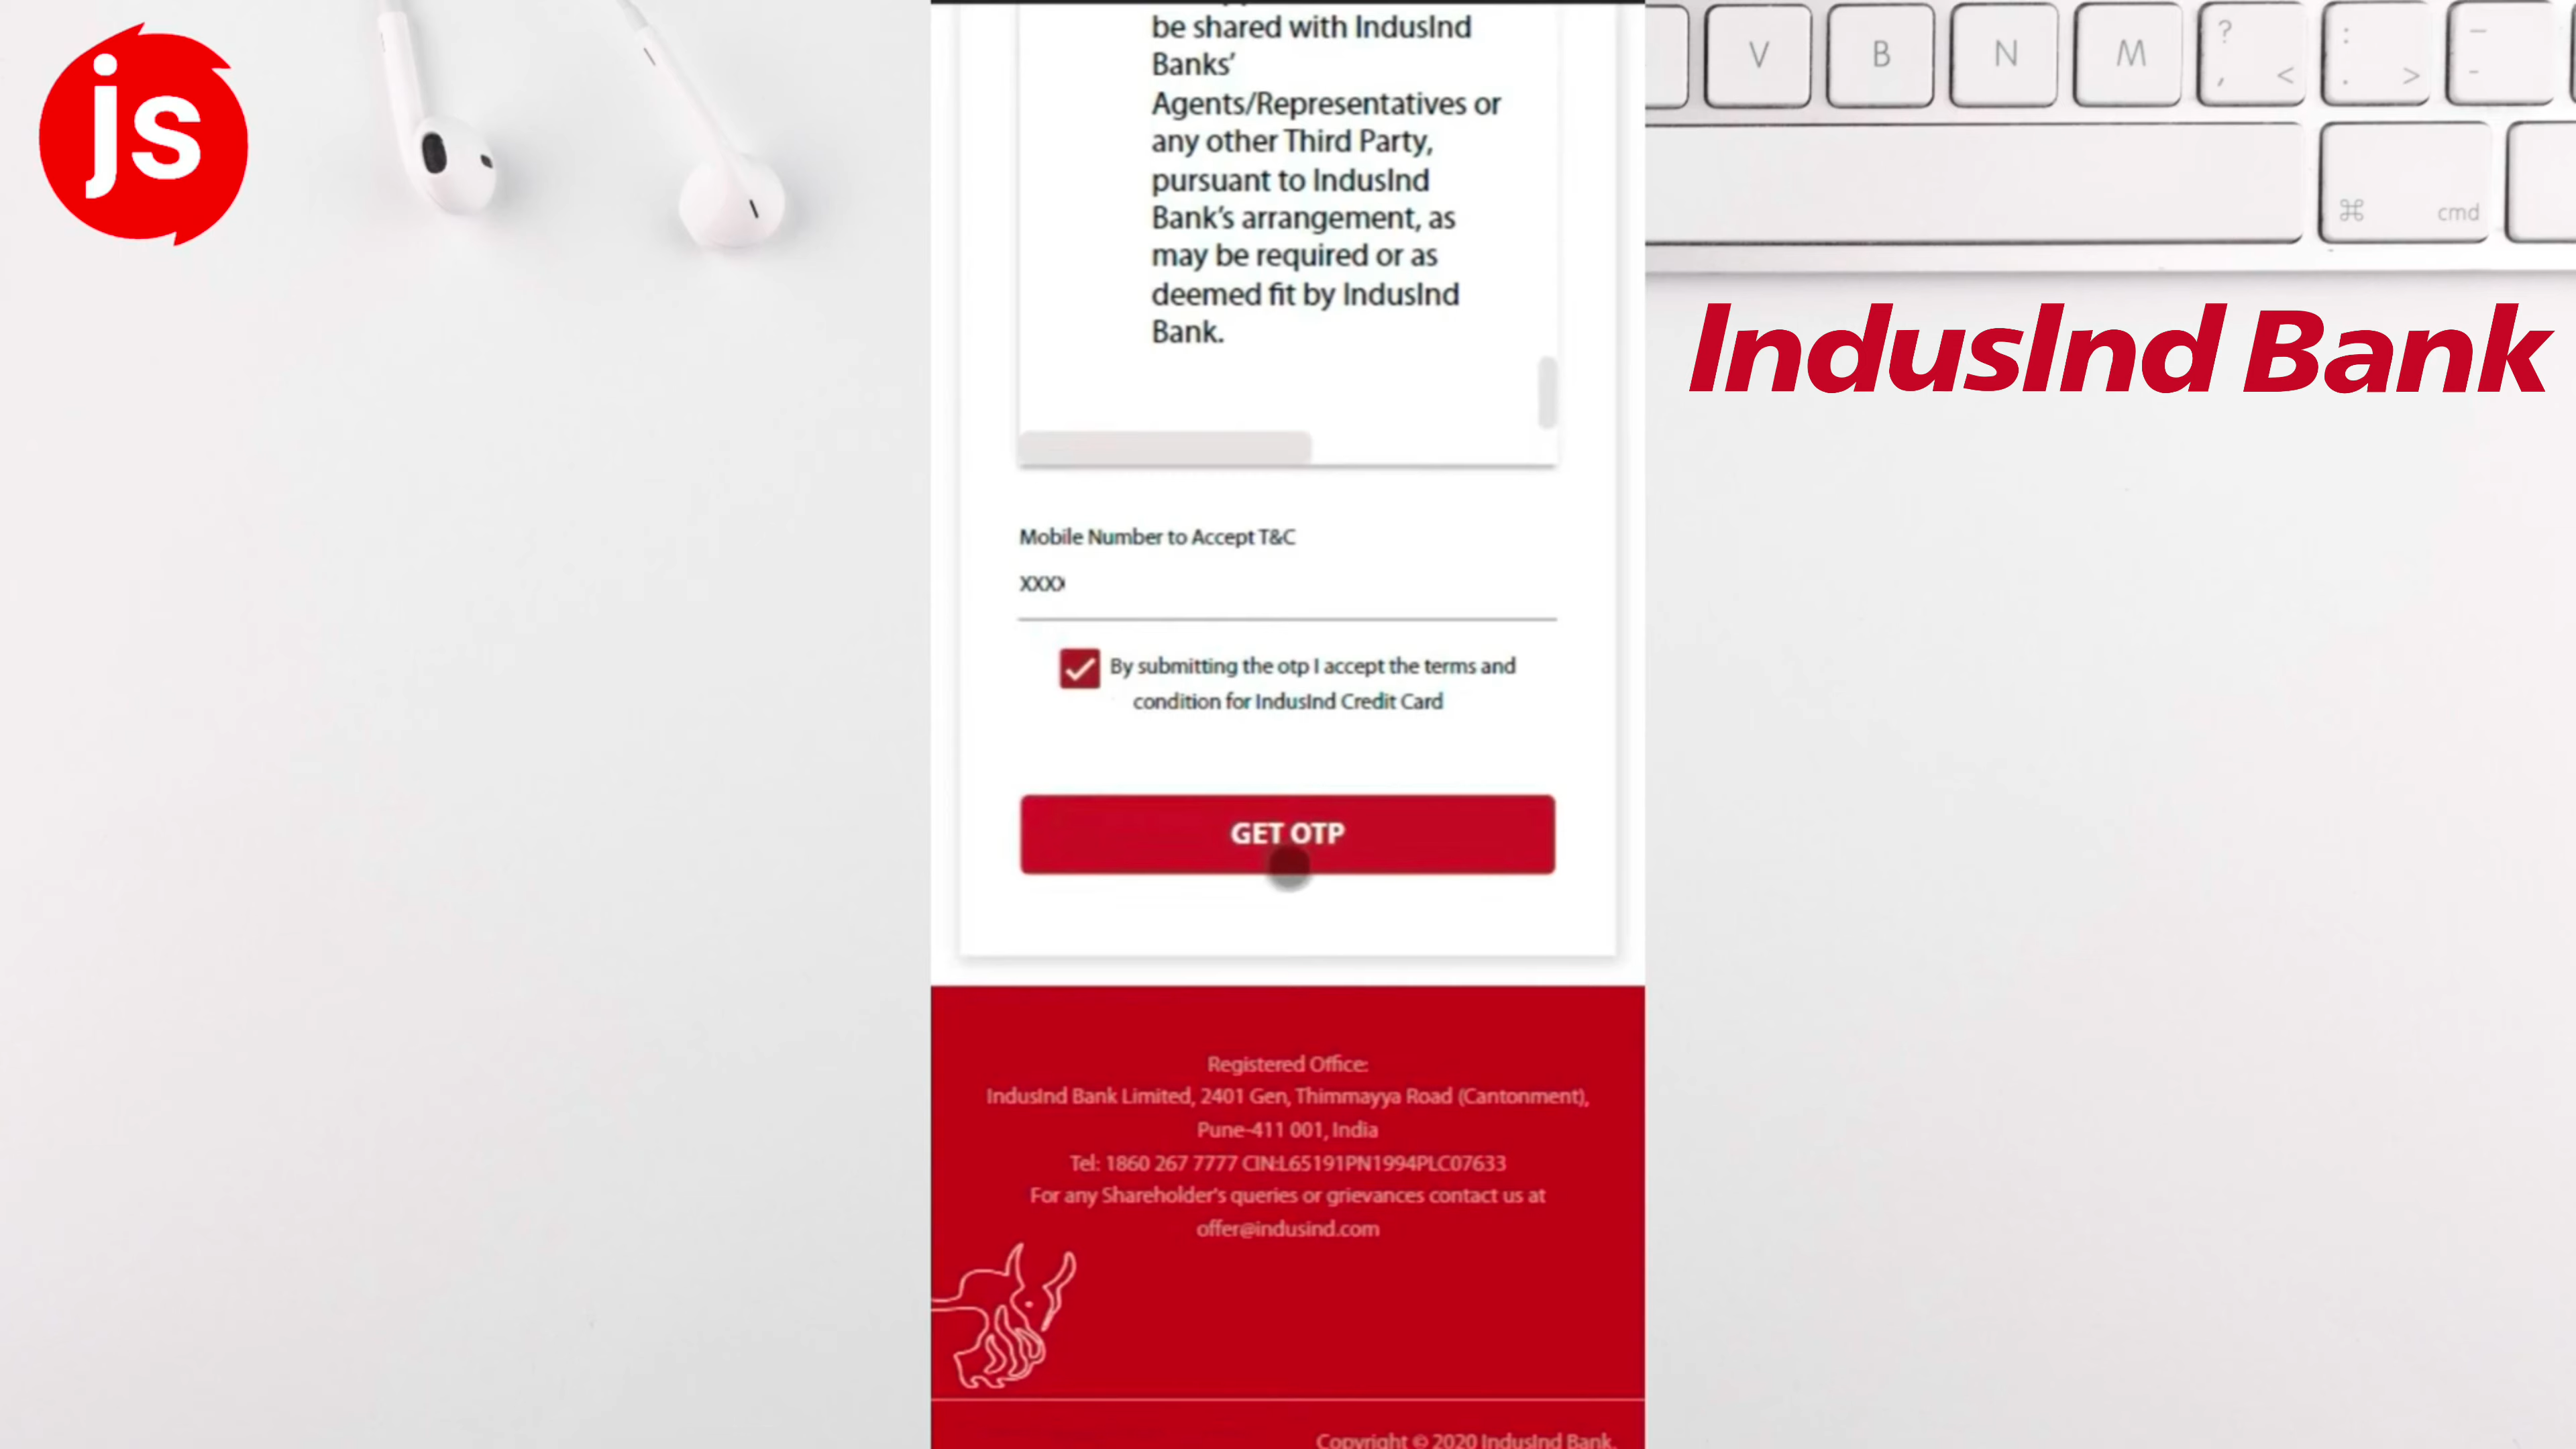 js
V B N M ? , < : . > – -
⌘ cmd
IndusInd Bank
be shared with IndusInd
Banks’
Agents/Representatives or
any other Third Party,
pursuant to IndusInd
Bank’s arrangement, as
may be required or as
deemed fit by IndusInd
Bank.
Mobile Number to Accept T&C
XXXX
By submitting the otp I accept the terms and
condition for IndusInd Credit Card
GET OTP
Registered Office:
IndusInd Bank Limited, 2401 Gen, Thimmayya Road (Cantonment),
Pune-411 001, India
Tel: 1860 267 7777 CIN:L65191PN1994PLC07633
For any Shareholder's queries or grievances contact us at
offer@indusind.com
Copyright © 2020 IndusInd Bank.